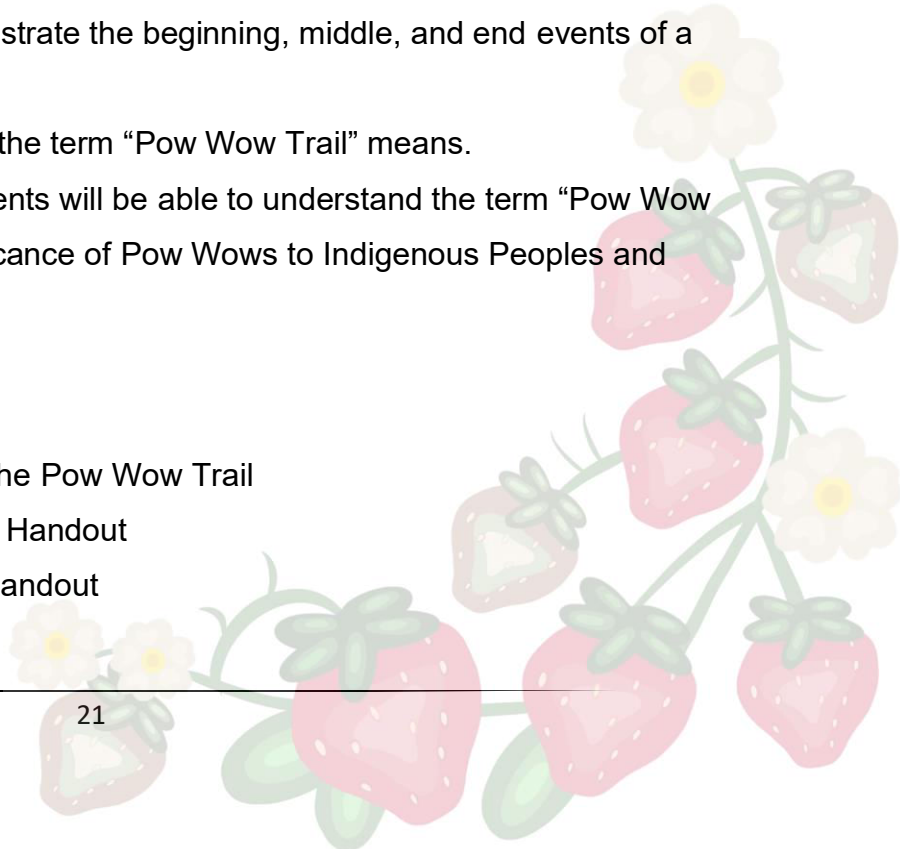 strate the beginning, middle, and end events of a
the term “Pow Wow Trail” means.
ents will be able to understand the term “Pow Wow
cance of Pow Wows to Indigenous Peoples and
he Pow Wow Trail
Handout
andout
21